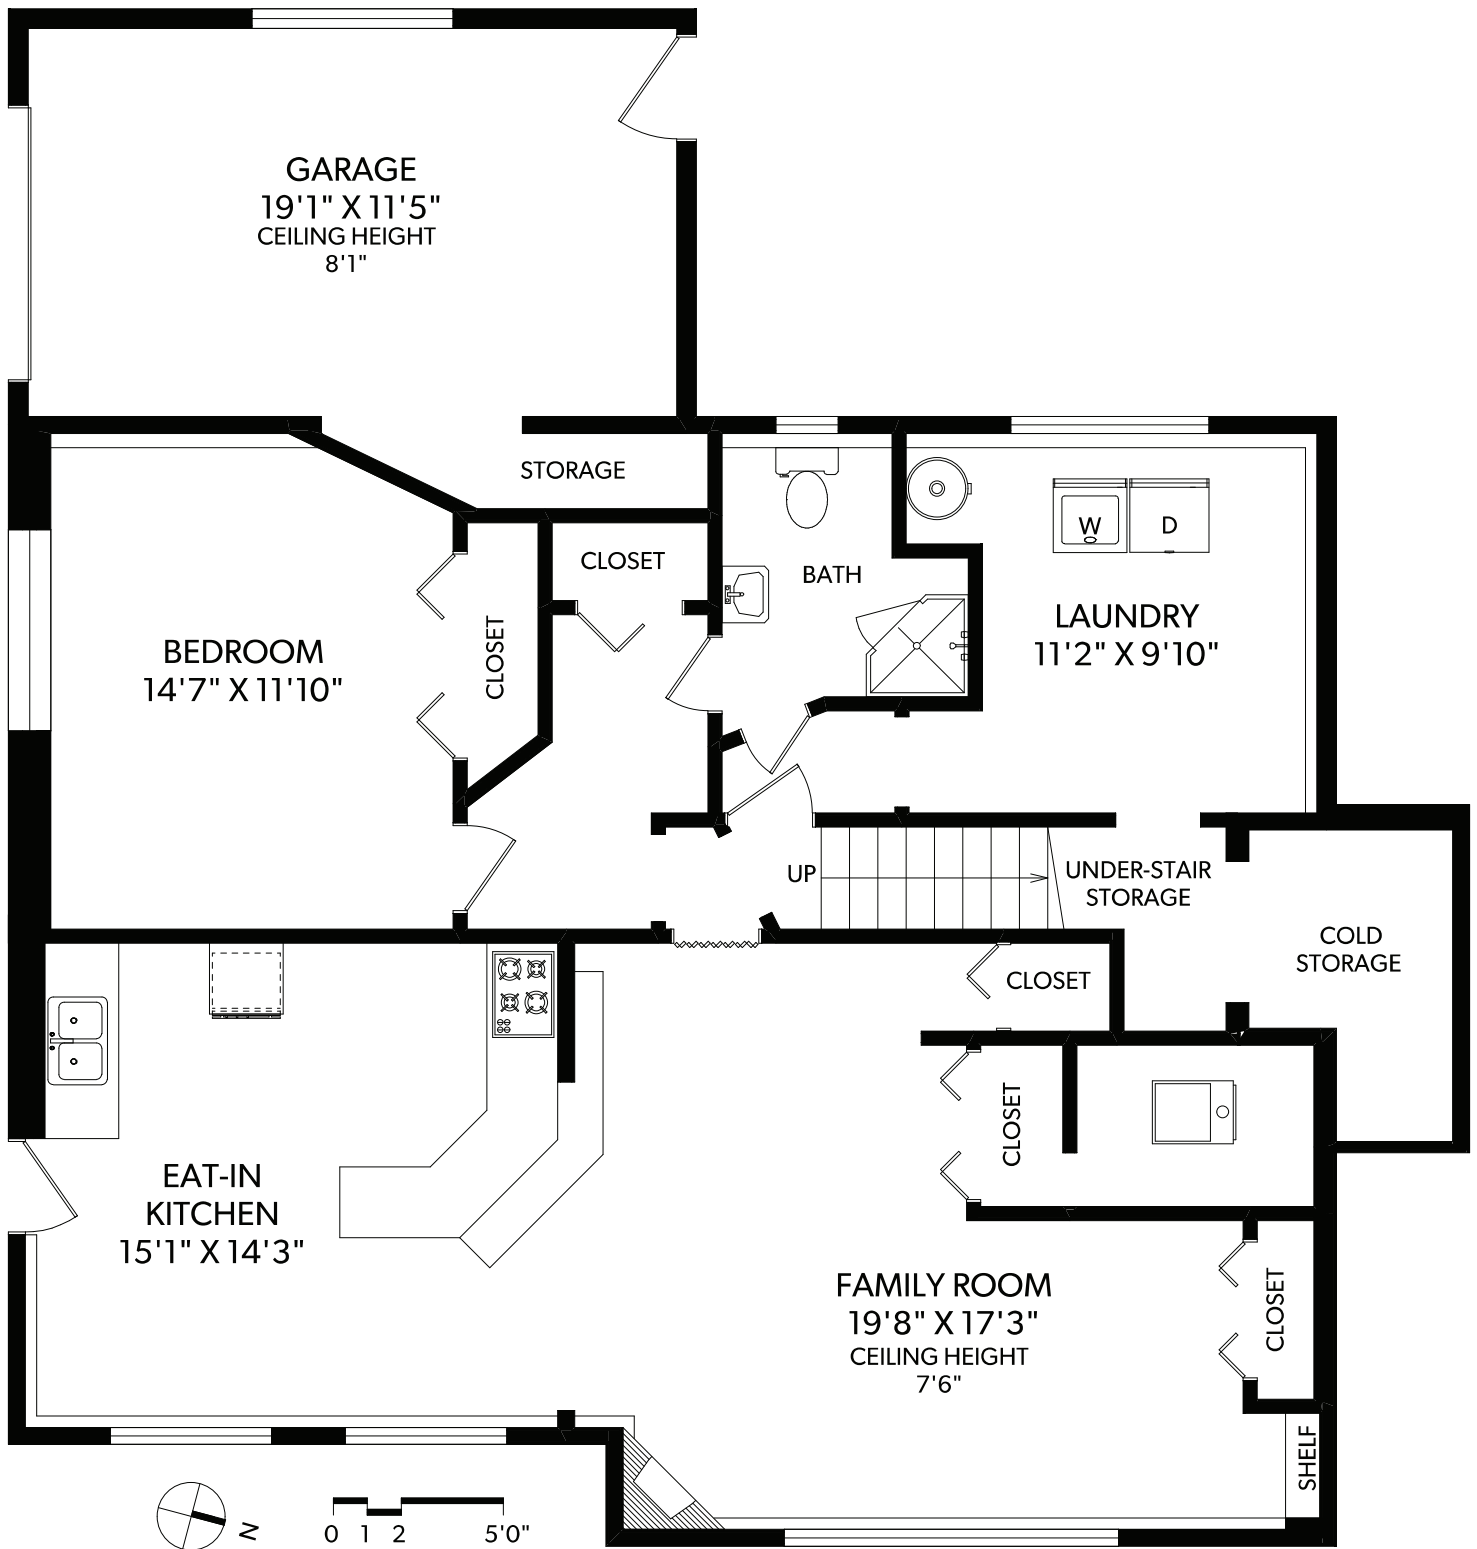 GARAGE
19'1" X 11'5"
CEILING HEIGHT
8'1"
STORAGE
CLOSET
BATH
W
D
LAUNDRY
11'2" X 9'10"
BEDROOM
14'7" X 11'10"
CLOSET
UP
UNDER-STAIR
STORAGE
COLD
STORAGE
CLOSET
CLOSET
EAT-IN
KITCHEN
15'1" X 14'3"
FAMILY ROOM
19'8" X 17'3"
CEILING HEIGHT
7'6"
CLOSET
SHELF
N
0 1 2 5'0"